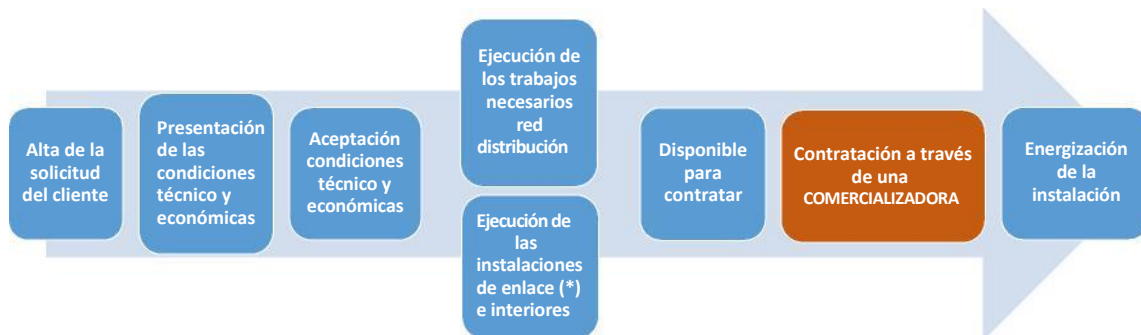 Alta de la
solicitud
del cliente
Presentación
de las
condiciones
técnico y
económicas
Aceptación
condiciones
técnico y
económicas
Ejecución de
los trabajos
necesarios
red
distribución
Ejecución de
las
instalaciones
de enlace (*)
e interiores
Disponible
para
contratar
Contratación a través
de una
COMERCIALIZADORA
Energización
de la
instalación